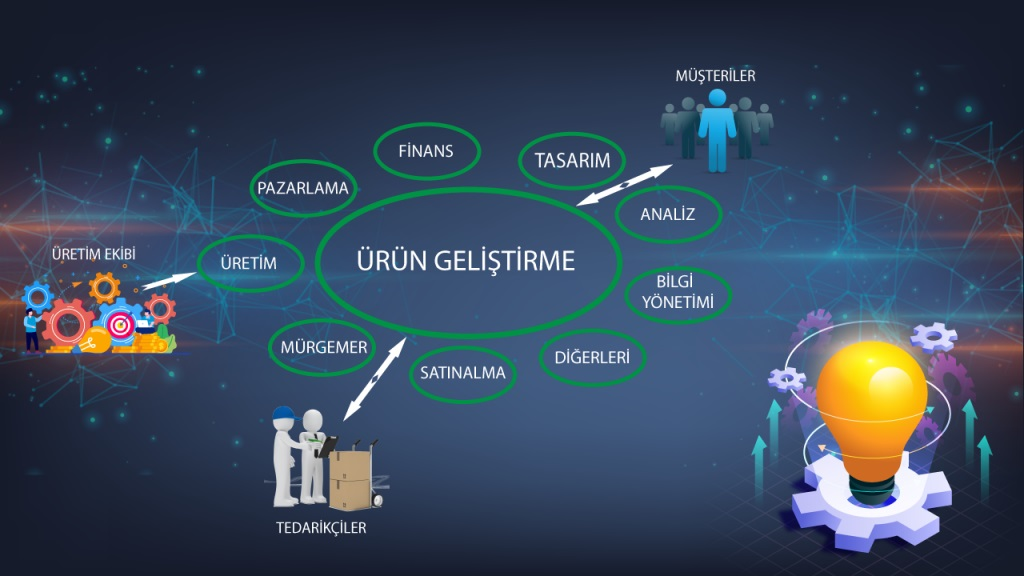 MÜŞTERİLER
FİNANS
TASARIM
PAZARLAMA
ANALİZ
ÜRETİM EKİBİ
ÜRETİM
ÜRÜN GELİŞTİRME
BİLGİ
YÖNETİMİ
MÜRGEMER
SATINALMA
DİĞERLERİ
TEDARİKÇİLER